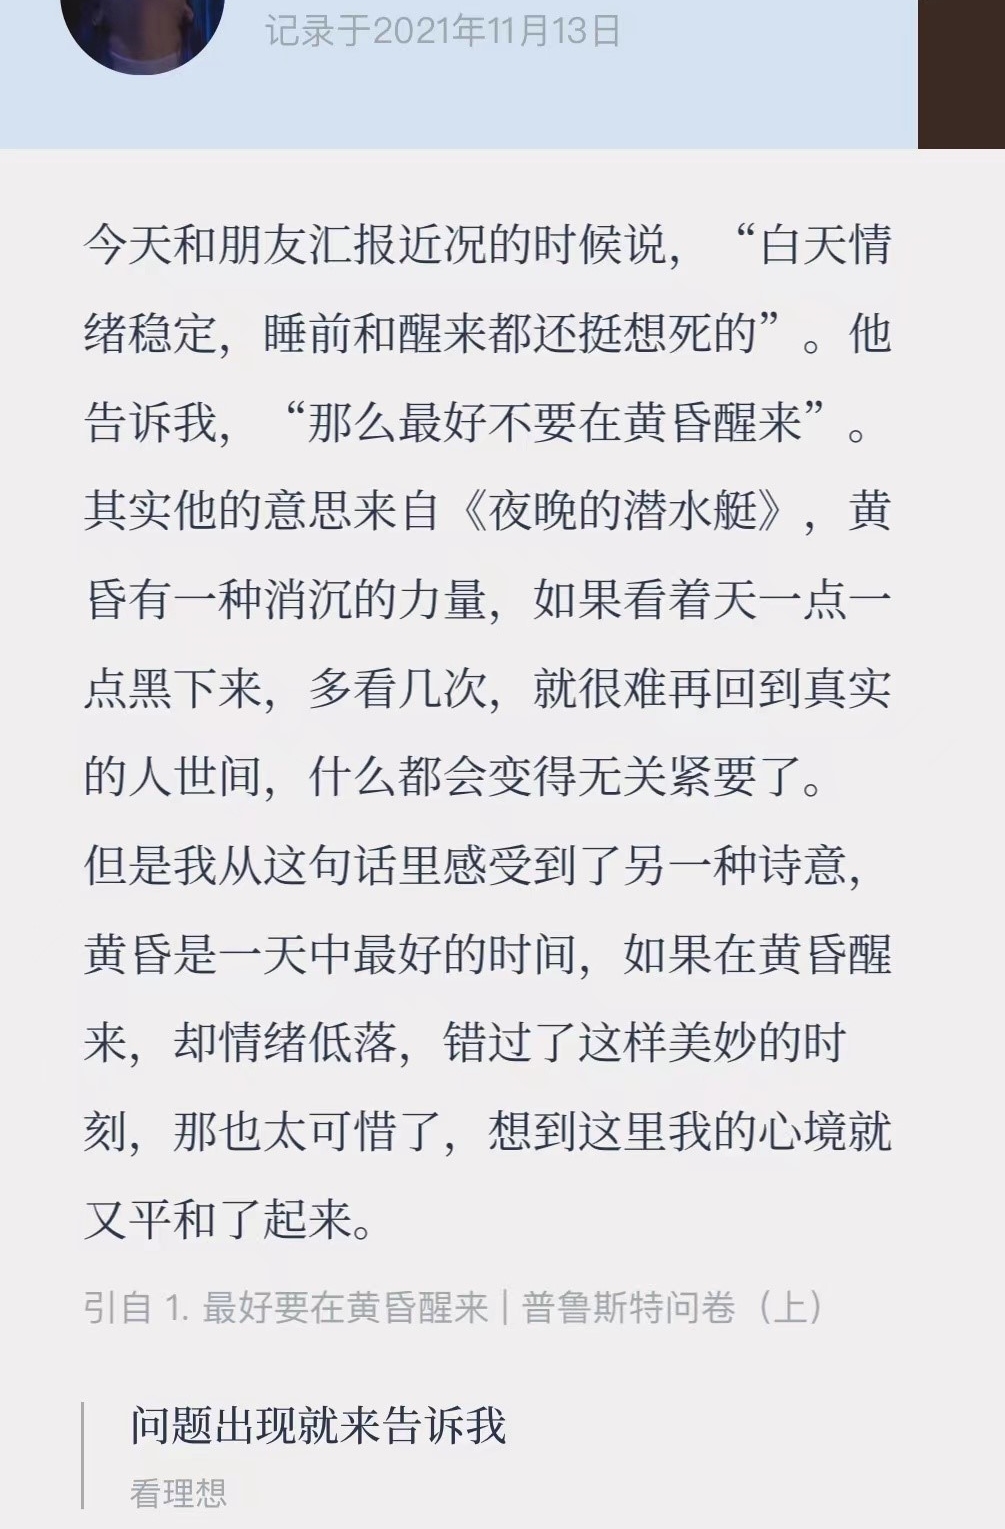 记录于2021年11月13日
今天和朋友汇报近况的时候说，“白天情
绪稳定，睡前和醒来都还挺想死的”。他
告诉我，“那么最好不要在黄昏醒来”。
其实他的意思来自《夜晚的潜水艇》，黄
昏有一种消沉的力量，如果看着天一点一
点黑下来，多看几次，就很难再回到真实
的人世间，什么都会变得无关紧要了。
但是我从这句话里感受到了另一种诗意，
黄昏是一天中最好的时间，如果在黄昏醒
来，却情绪低落，错过了这样美妙的时
刻，那也太可惜了，想到这里我的心境就
又平和了起来。
引自 1. 最好要在黄昏醒来 | 普鲁斯特问卷（上）
问题出现就来告诉我
看理想